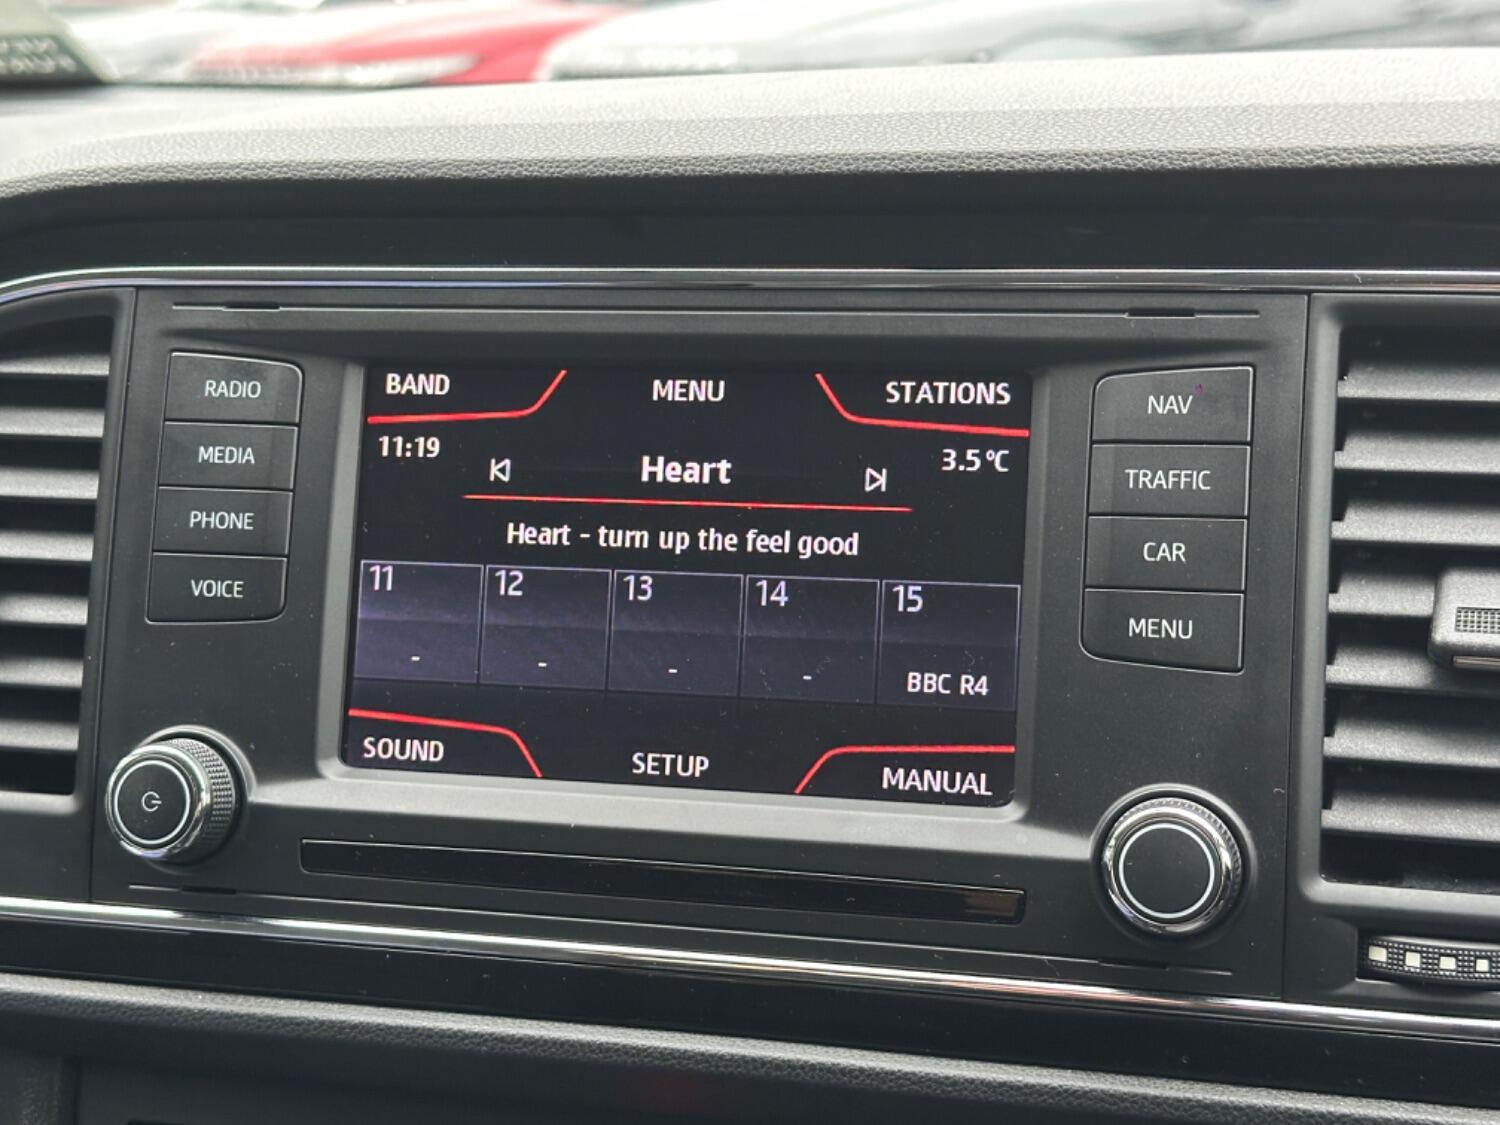 RADIO
MEDIA
PHONE
VOICE
BAND MENU STATIONS
11:19 Heart 3.5°C
Heart - turn up the feel good
11 12 13 14 15
- - - - BBC R4
SOUND SETUP MANUAL
NAV
TRAFFIC
CAR
MENU